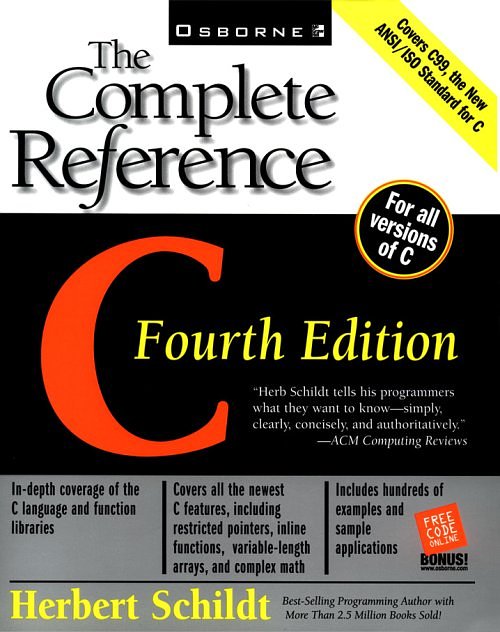 OSBORNE
Covers C99, the New
ANSI/ISO Standard for C
The
Complete
Reference
For all
versions
of C
C
Fourth Edition
“Herb Schildt tells his programmers
what they want to know—simply,
clearly, concisely, and authoritatively.”
—ACM Computing Reviews
In-depth coverage of the
C language and function
libraries
Covers all the newest
C features, including
restricted pointers, inline
functions, variable-length
arrays, and complex math
Includes hundreds of
examples and
sample
applications
FREE
CODE
ONLINE
BONUS!
www.osborne.com
Herbert Schildt
Best-Selling Programming Author with
More Than 2.5 Million Books Sold!